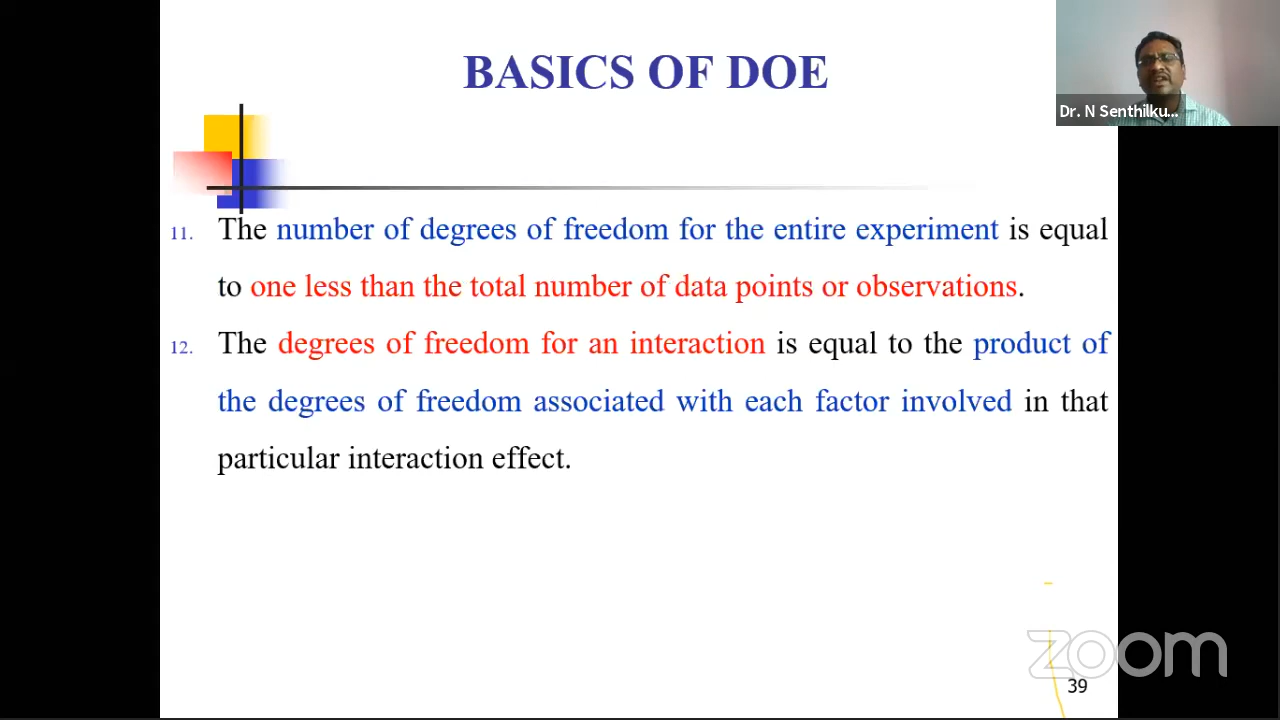 BASICS OF DOE
Dr. N Senthilku...
11. The number of degrees of freedom for the entire experiment is equal
to one less than the total number of data points or observations.
12. The degrees of freedom for an interaction is equal to the product of
the degrees of freedom associated with each factor involved in that
particular interaction effect.
zoom
39